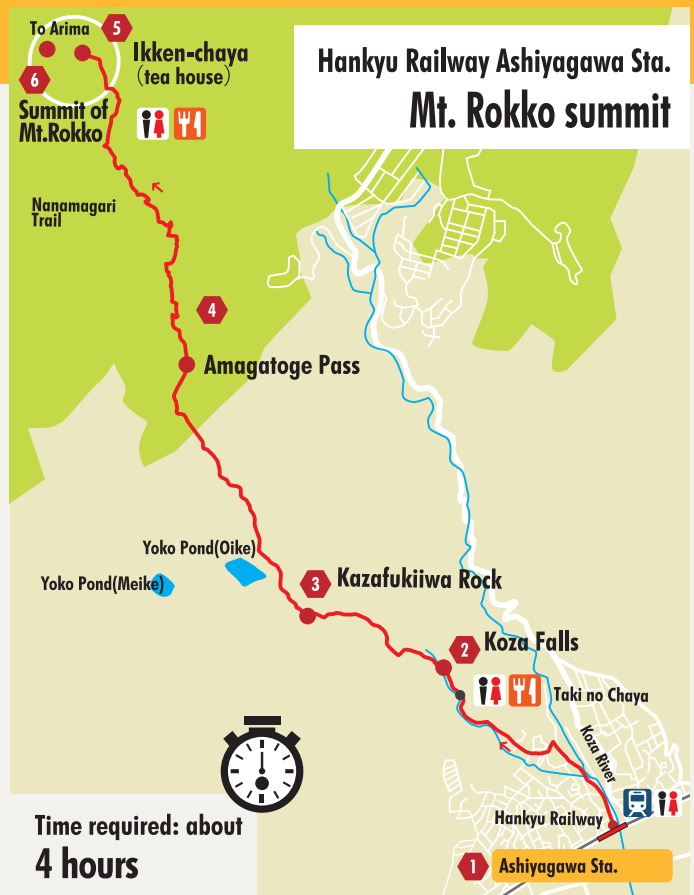 To Arima
5
Ikken-chaya
(tea house)
6
Summit of
Mt.Rokko
Hankyu Railway Ashiyagawa Sta.
Mt. Rokko summit
Nanamagari
Trail
4
Amagatoge Pass
Yoko Pond(Oike)
Yoko Pond(Meike)
3
Kazafukiiwa Rock
2
Koza Falls
Taki no Chaya
Koza River
Hankyu Railway
1
Ashiyagawa Sta.
Time required: about
4 hours